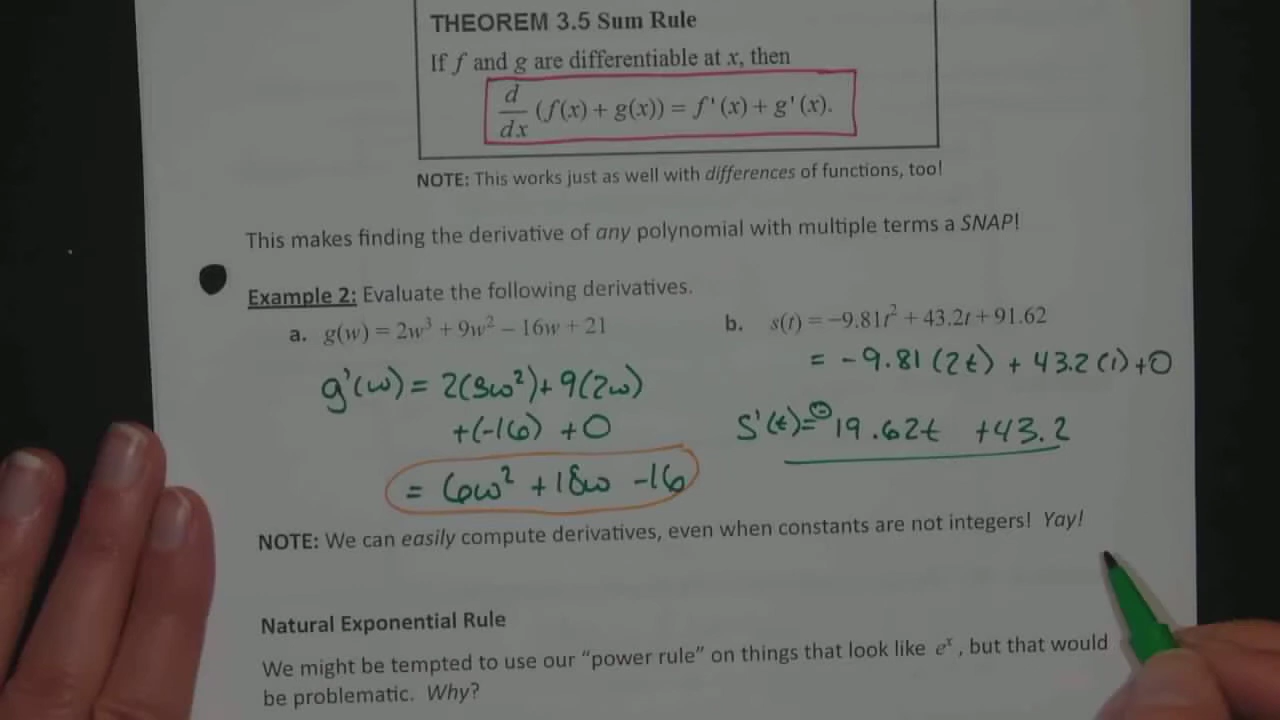 THEOREM 3.5 Sum Rule
If f and g are differentiable at x, then
d/dx (f(x) + g(x)) = f'(x) + g'(x).
NOTE: This works just as well with differences of functions, too!
This makes finding the derivative of any polynomial with multiple terms a SNAP!
Example 2: Evaluate the following derivatives.
a. g(w) = 2w³ + 9w² − 16w + 21
g'(w) = 2(3w²) + 9(2w)
+(-16) + 0
= 6w² + 18w - 16
b. s(t) = −9.81t² + 43.2t + 91.62
= -9.81(2t) + 43.2(1) + 0
S'(t) = -19.62t + 43.2
NOTE: We can easily compute derivatives, even when constants are not integers! Yay!
Natural Exponential Rule
We might be tempted to use our “power rule” on things that look like eˣ, but that would
be problematic. Why?